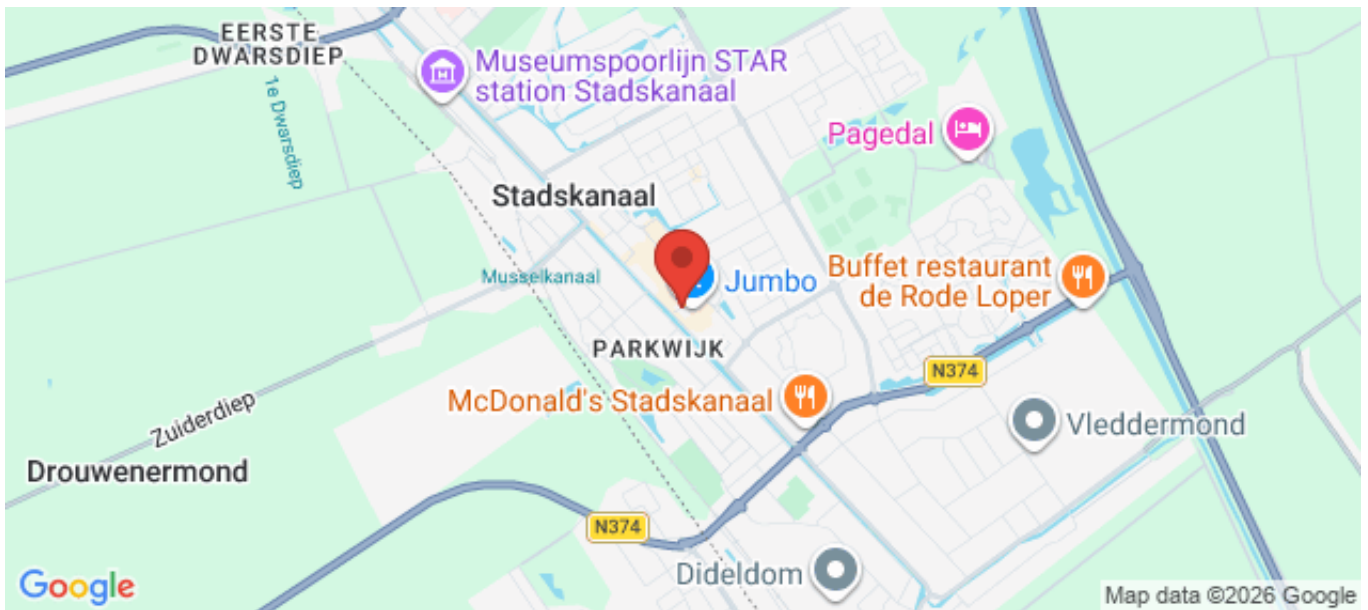 EERSTE
DWARSDIEP
1e Dwarsdiep
Museumspoorlijn STAR
station Stadskanaal
Pagedal
Stadskanaal
Musselkanaal
Jumbo
Buffet restaurant
de Rode Loper
PARKWIJK
N374
McDonald's Stadskanaal
Vleddermond
Zuiderdiep
Drouwenermond
N374
Dideldom
Google
Map data ©2026 Google